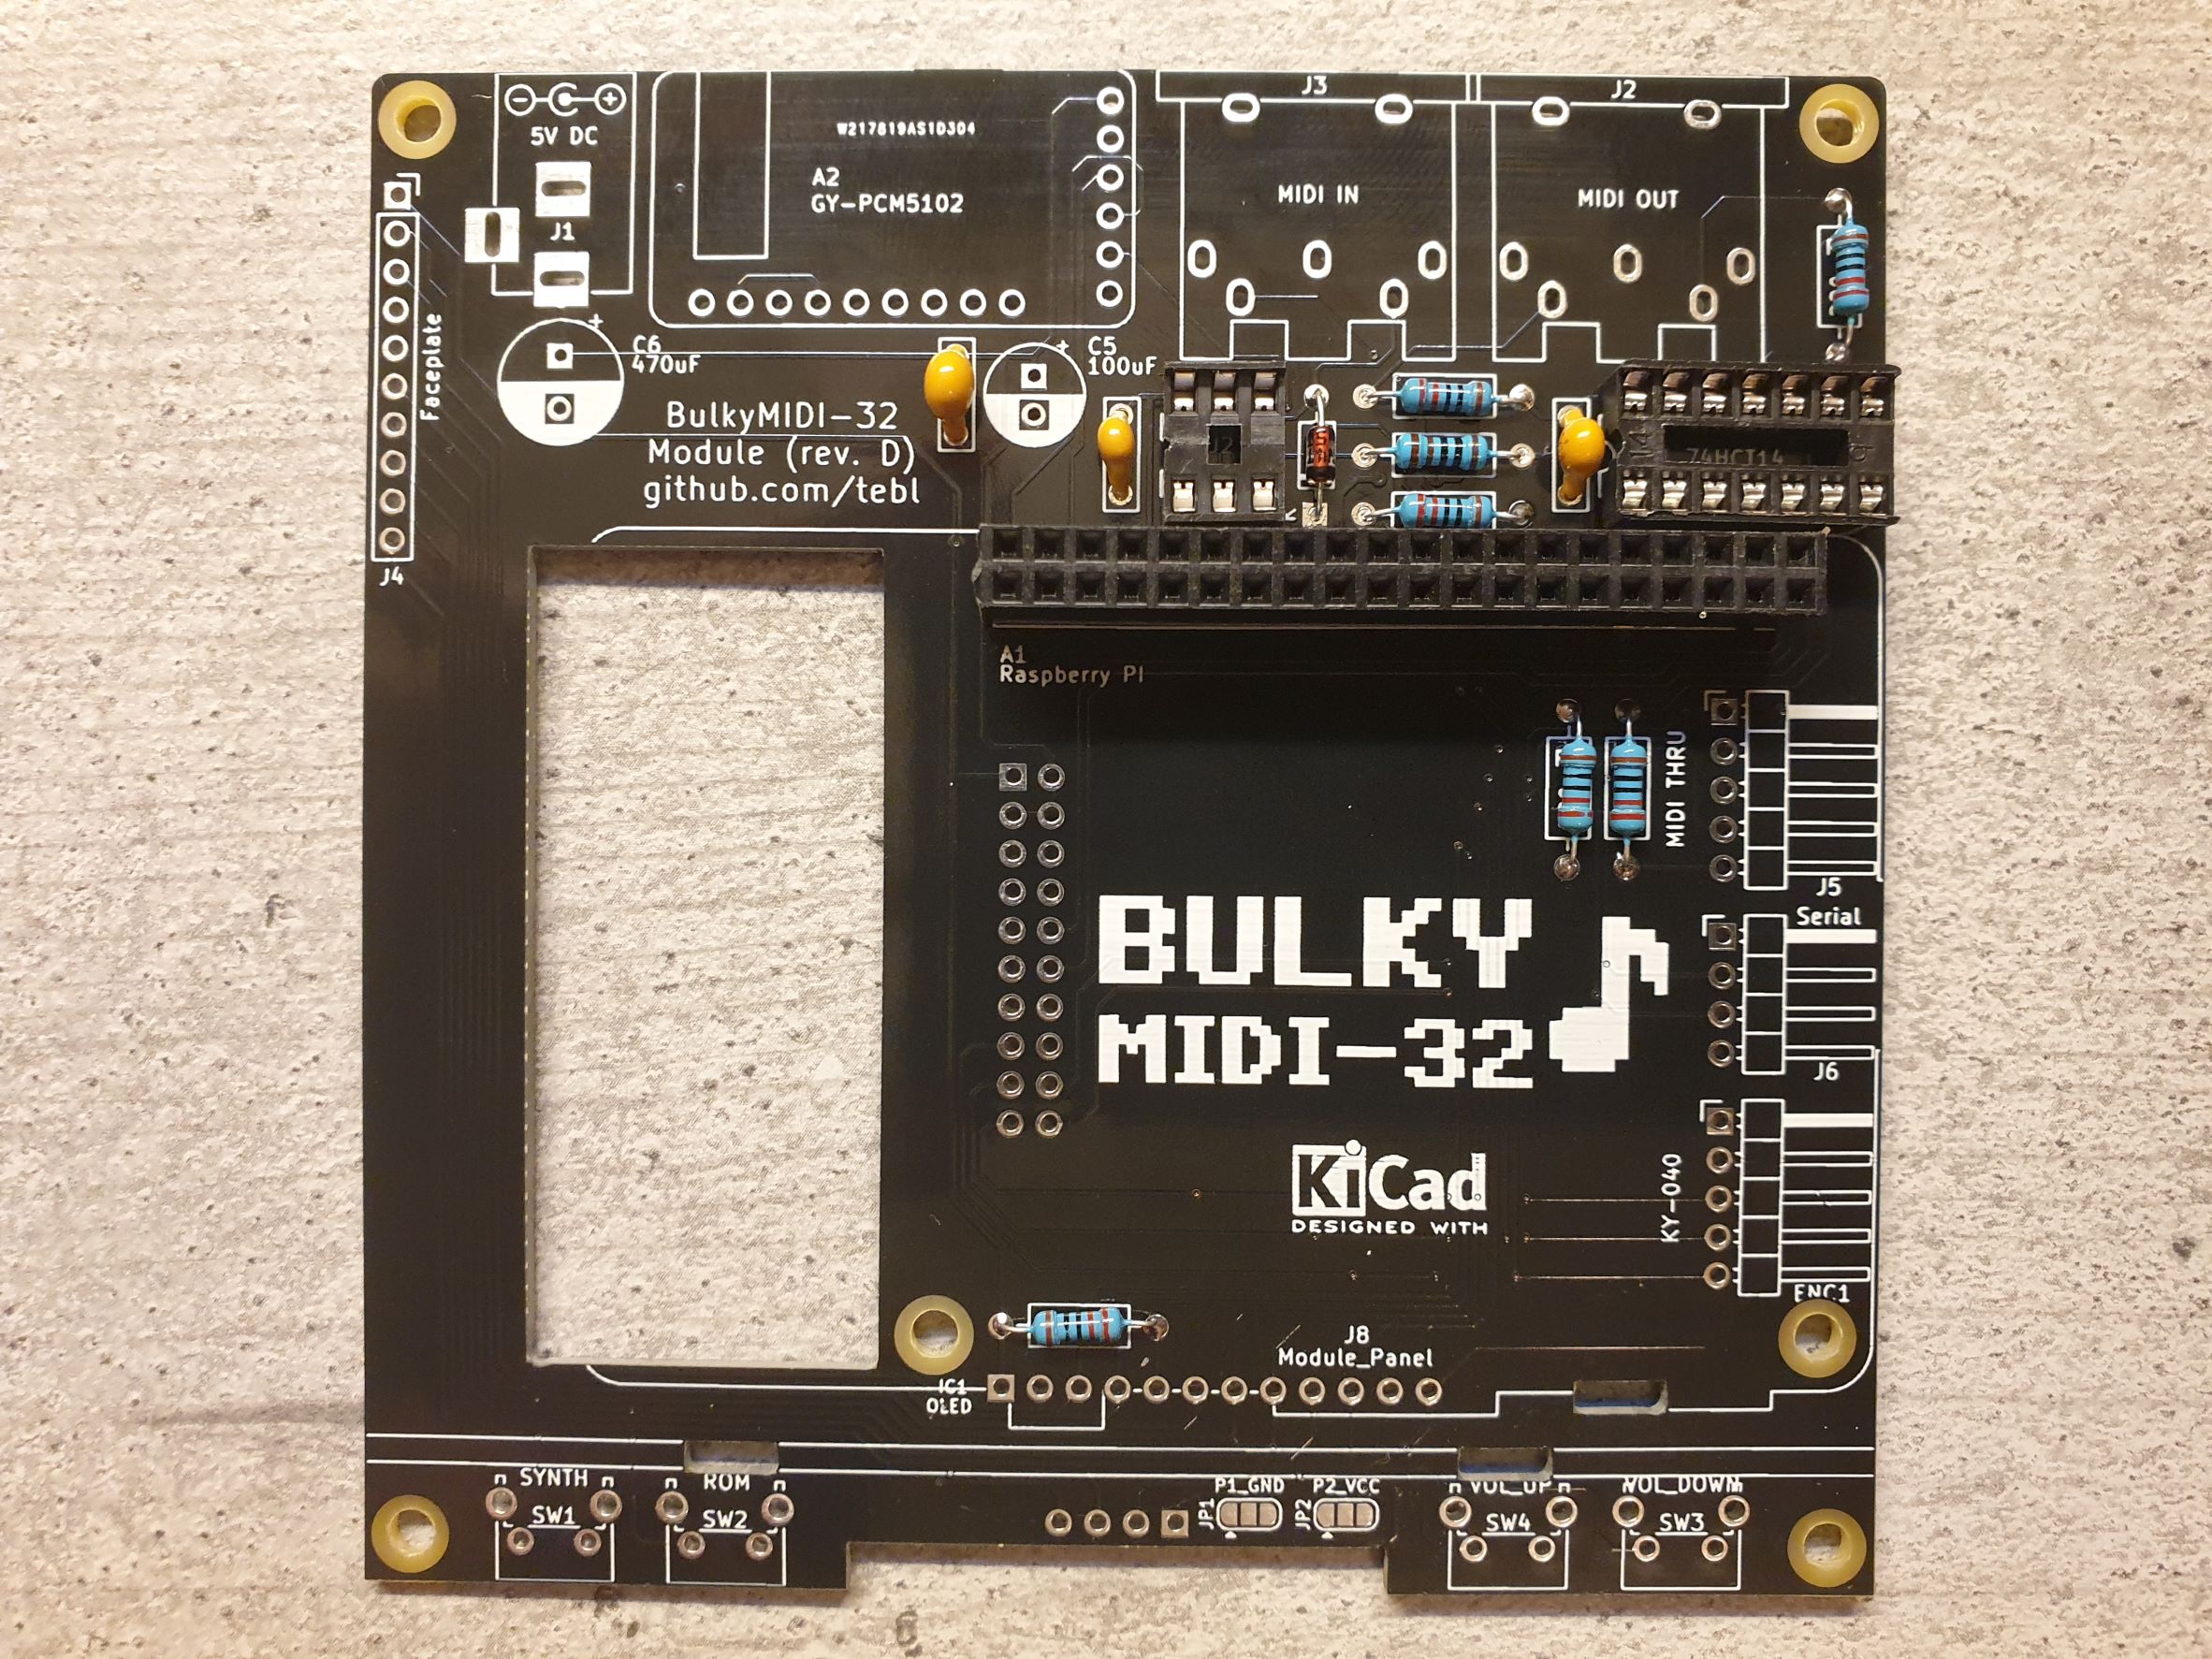 5V DC
J1
W217819AS1D304
A2
GY-PCM5102
J3
MIDI IN
J2
MIDI OUT
Faceplate
J4
C6
470uF
C5
100uF
BulkyMIDI-32
Module (rev. D)
github.com/tebl
74HCT14
A1
Raspberry PI
MIDI THRU
J5
Serial
J6
BULKY
MIDI-32
KiCad
DESIGNED WITH
KY-040
ENC1
J8
Module_Panel
IC1
OLED
SYNTH
SW1
ROM
SW2
JP1
P1_GND
JP2
P2_VCC
VOL_UP
SW4
VOL_DOWN
SW3